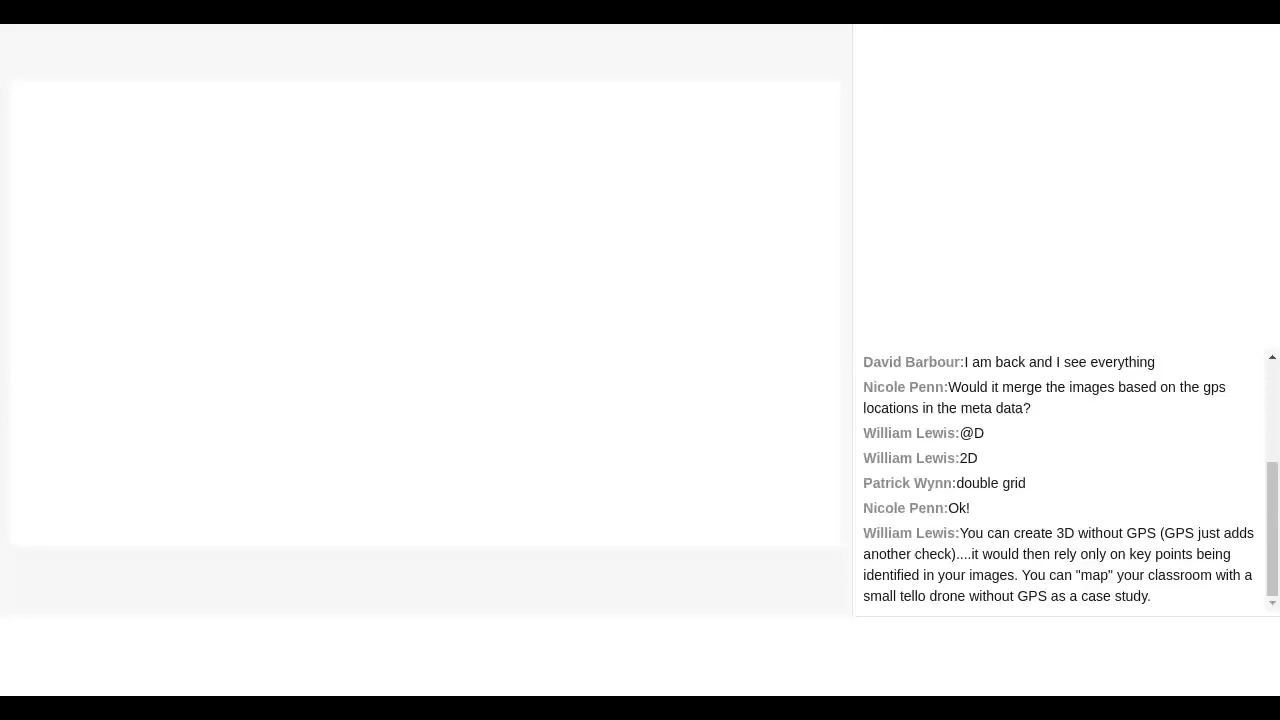 David Barbour:I am back and I see everything
Nicole Penn:Would it merge the images based on the gps
locations in the meta data?
William Lewis:@D
William Lewis:2D
Patrick Wynn:double grid
Nicole Penn:Ok!
William Lewis:You can create 3D without GPS (GPS just adds
another check)....it would then rely only on key points being
identified in your images. You can "map" your classroom with a
small tello drone without GPS as a case study.